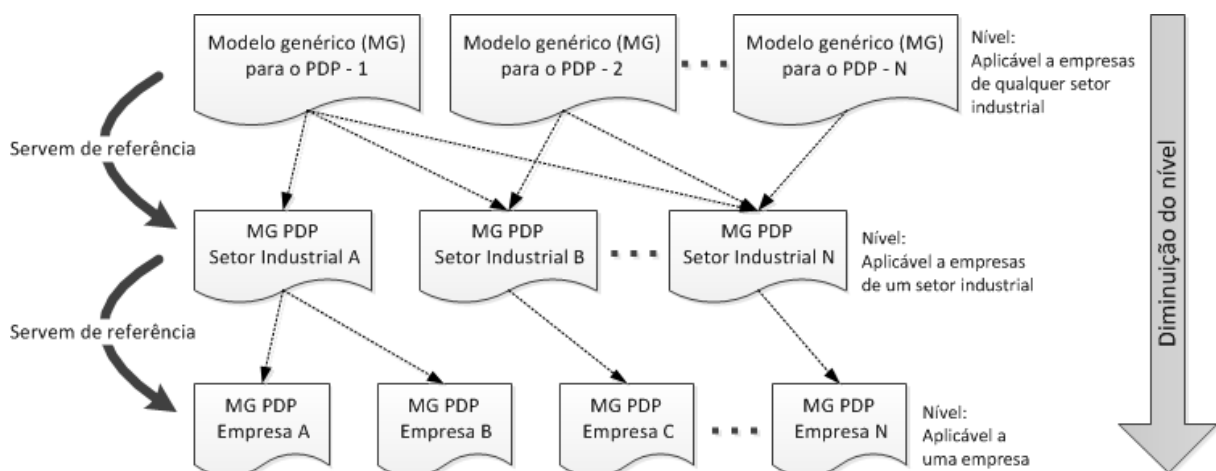 Modelo genérico (MG)
para o PDP - 1
Modelo genérico (MG)
para o PDP - 2
Modelo genérico (MG)
para o PDP - N
Nível:
Aplicável a empresas
de qualquer setor
industrial
Servem de referência
MG PDP
Setor Industrial A
MG PDP
Setor Industrial B
MG PDP
Setor Industrial N
Nível:
Aplicável a empresas
de um setor industrial
Servem de referência
MG PDP
Empresa A
MG PDP
Empresa B
MG PDP
Empresa C
MG PDP
Empresa N
Nível:
Aplicável a
uma empresa
Diminuição do nível